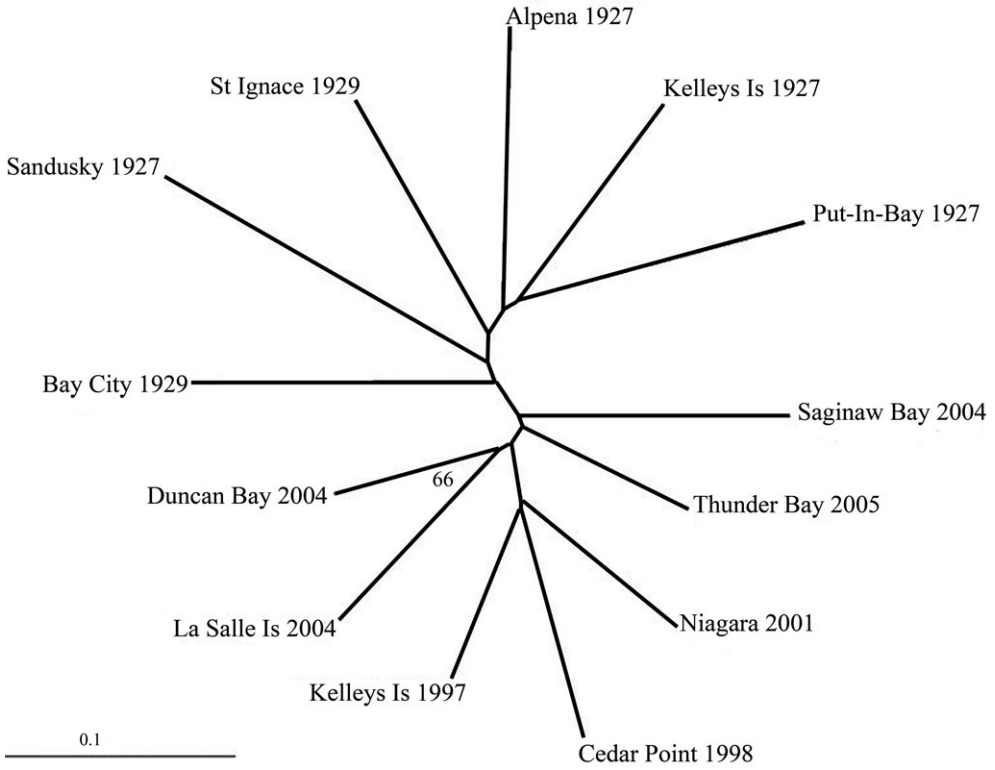 Alpena 1927
St Ignace 1929
Kelleys Is 1927
Sandusky 1927
Put-In-Bay 1927
Bay City 1929
Saginaw Bay 2004
66
Duncan Bay 2004
Thunder Bay 2005
La Salle Is 2004
Niagara 2001
Kelleys Is 1997
0.1
Cedar Point 1998